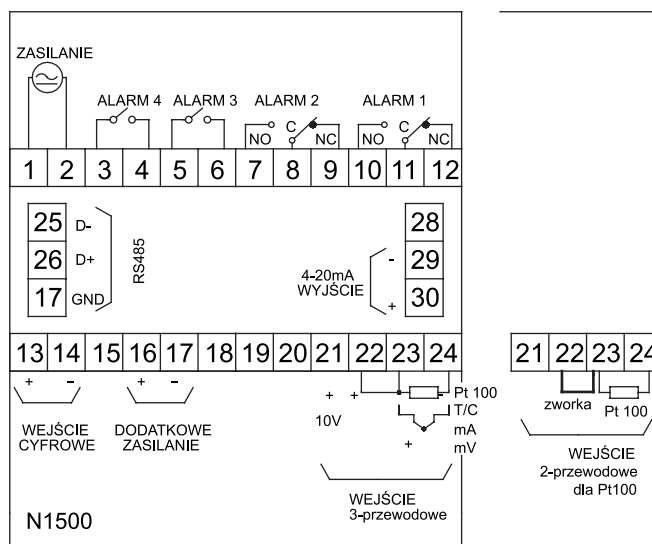 ZASILANIE
ALARM 4 ALARM 3 ALARM 2 ALARM 1
NO C NC NO C NC
1 2 3 4 5 6 7 8 9 10 11 12
25 D-
26 D+
17 GND
RS485
28
29
30
4-20mA
WYJŚCIE
-
+
13 14 15 16 17 18 19 20 21 22 23 24
21 22 23 24
+ - + - + + - Pt 100
10V T/C
+ mA
mV
zworka Pt 100
WEJŚCIE
CYFROWE
DODATKOWE
ZASILANIE
WEJŚCIE
3-przewodowe
WEJŚCIE
2-przewodowe
dla Pt100
N1500